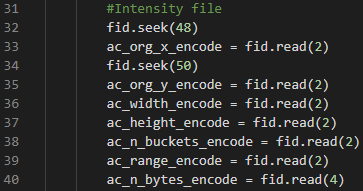 31 #Intensity file
32 fid.seek(48)
33 ac_org_x_encode = fid.read(2)
34 fid.seek(50)
35 ac_org_y_encode = fid.read(2)
36 ac_width_encode = fid.read(2)
37 ac_height_encode = fid.read(2)
38 ac_n_buckets_encode = fid.read(2)
39 ac_range_encode = fid.read(2)
40 ac_n_bytes_encode = fid.read(4)